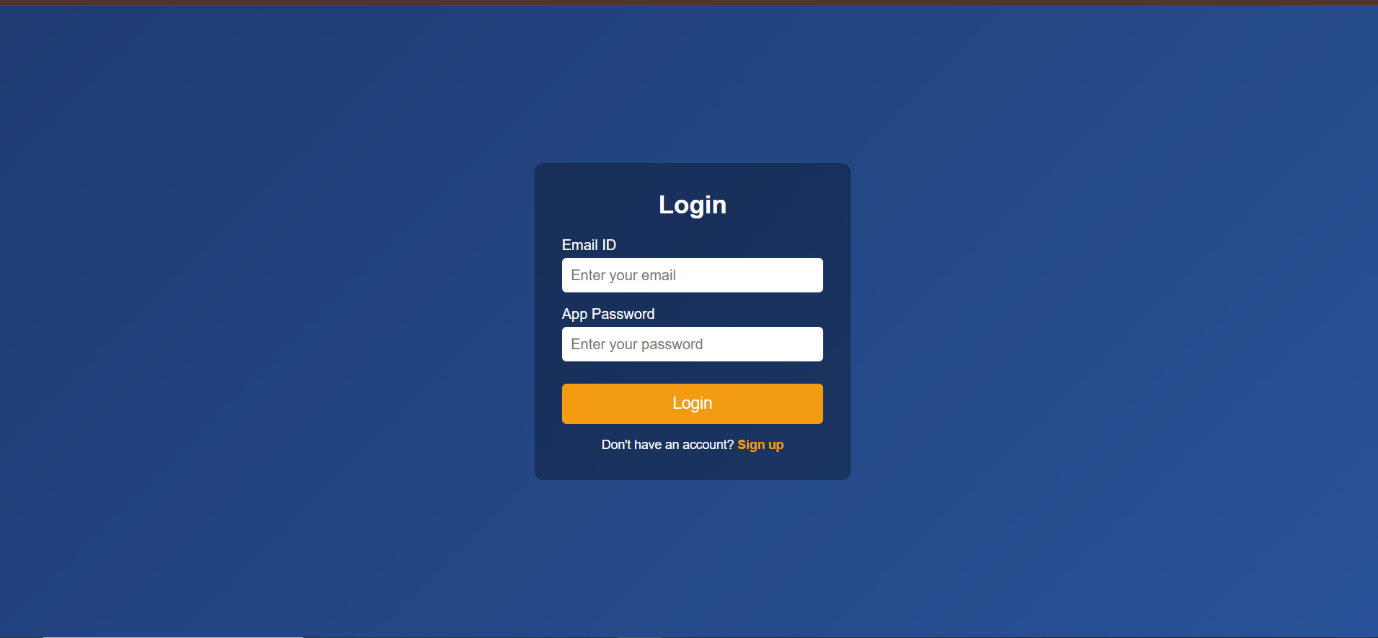 Login
Email ID
Enter your email
App Password
Enter your password
Login
Don't have an account? Sign up